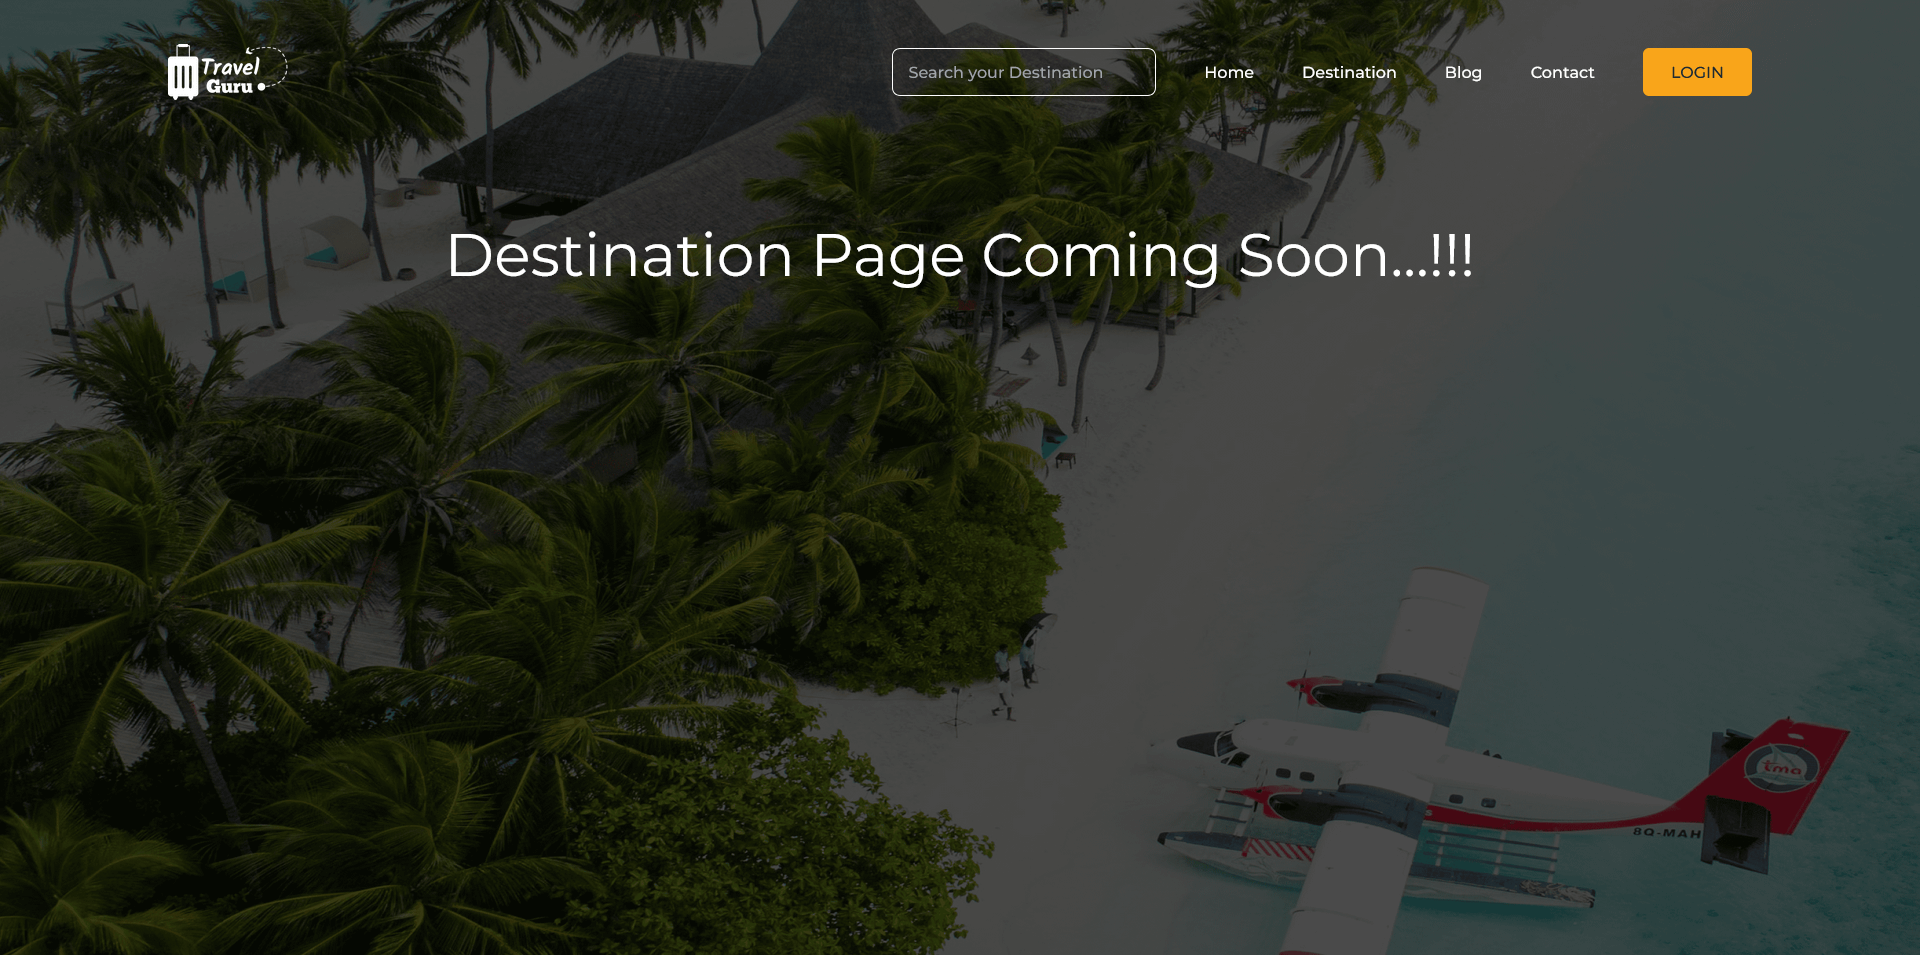 Travel
Guru
Search your Destination
Home
Destination
Blog
Contact
LOGIN
Destination Page Coming Soon...!!!
tma
8Q-MAH